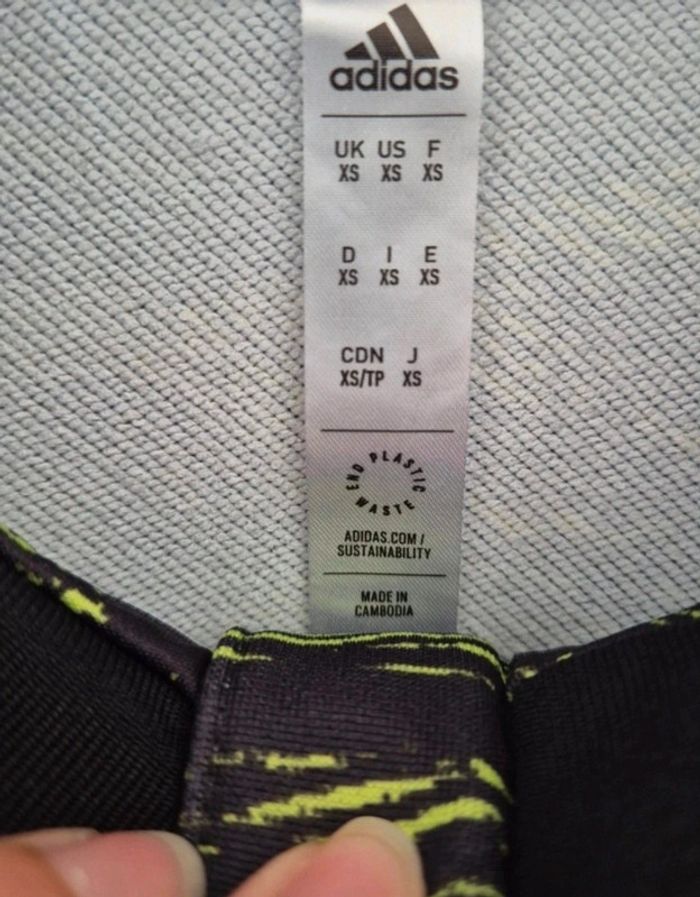 adidas
UK US F
XS XS XS
D I E
XS XS XS
CDN J
XS/TP XS
END PLASTIC WASTE
ADIDAS.COM/
SUSTAINABILITY
MADE IN
CAMBODIA